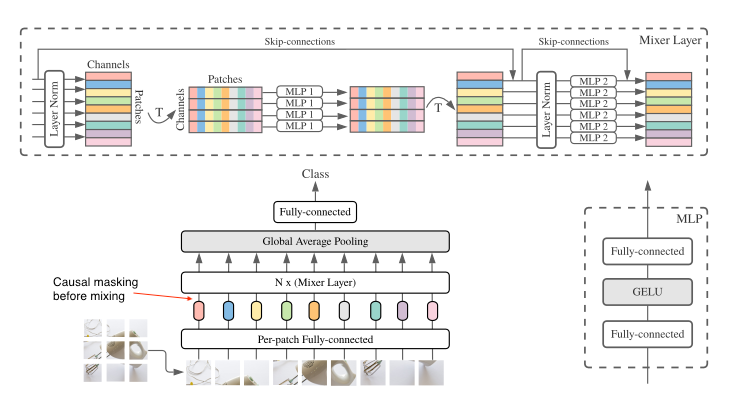 Skip-connections
Skip-connections
Mixer Layer
Channels
Patches
Layer Norm
Patches
T
Channels
MLP 1
MLP 1
MLP 1
MLP 1
T
Layer Norm
MLP 2
MLP 2
MLP 2
MLP 2
MLP 2
MLP 2
Class
Fully-connected
Global Average Pooling
N x (Mixer Layer)
Causal masking
before mixing
Per-patch Fully-connected
MLP
Fully-connected
GELU
Fully-connected